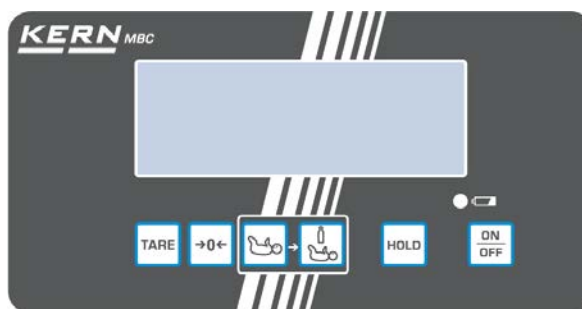 KERN MBC
TARE →0← → HOLD ON
OFF